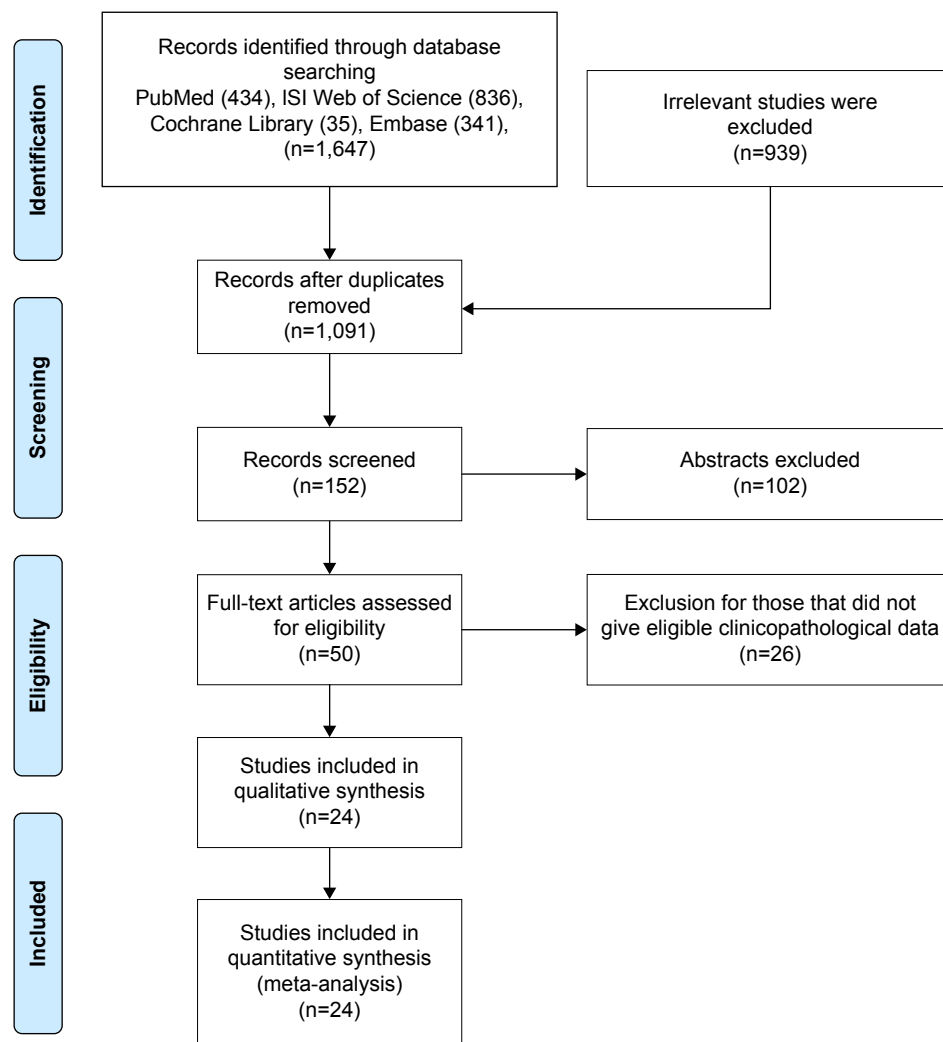 Identification
Records identified through database
searching
PubMed (434), ISI Web of Science (836),
Cochrane Library (35), Embase (341),
(n=1,647)
Irrelevant studies were
excluded
(n=939)
Records after duplicates
removed
(n=1,091)
Screening
Records screened
(n=152)
Abstracts excluded
(n=102)
Eligibility
Full-text articles assessed
for eligibility
(n=50)
Exclusion for those that did not
give eligible clinicopathological data
(n=26)
Studies included in
qualitative synthesis
(n=24)
Included
Studies included in
quantitative synthesis
(meta-analysis)
(n=24)